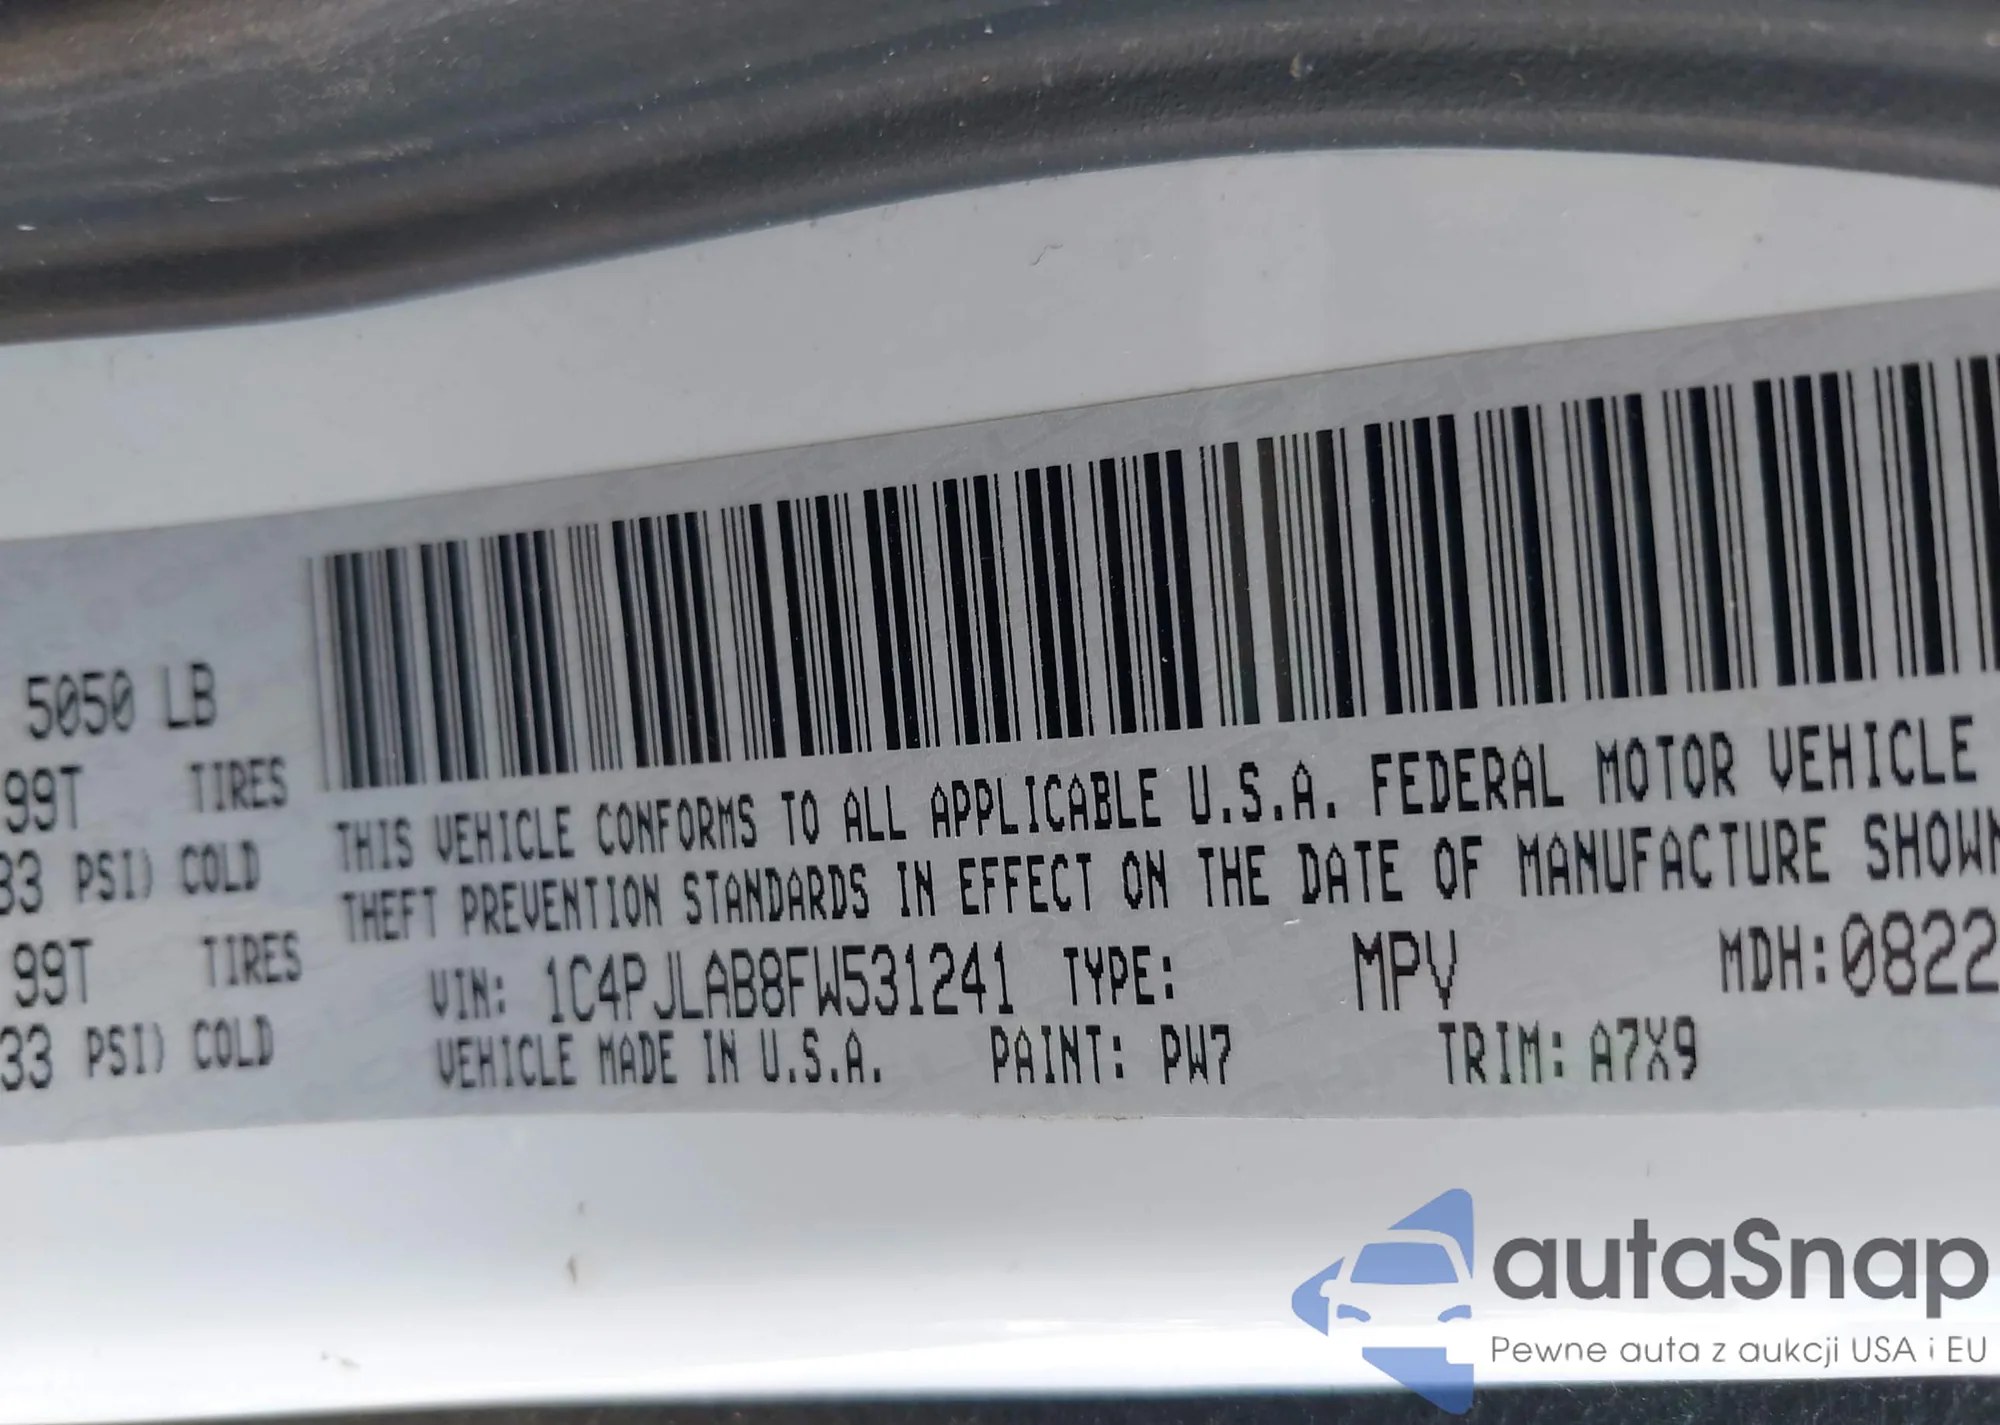 5050 LB
99T TIRES
33 PSI) COLD
99T TIRES
33 PSI) COLD
THIS VEHICLE CONFORMS TO ALL APPLICABLE U.S.A. FEDERAL MOTOR VEHICLE
THEFT PREVENTION STANDARDS IN EFFECT ON THE DATE OF MANUFACTURE SHOWN
VIN: 1C4PJLAB8FW531241 TYPE: MPV MDH:0822
VEHICLE MADE IN U.S.A. PAINT: PW7 TRIM: A7X9
autaSnap
Pewne auta z aukcji USA i EU